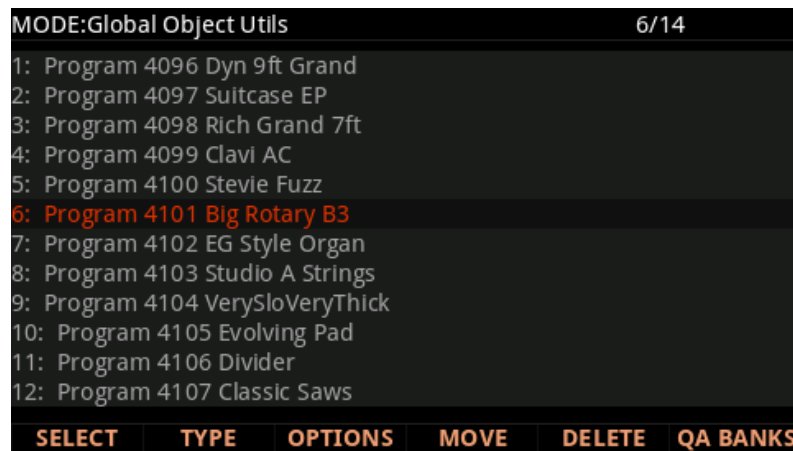 MODE:Global Object Utils 6/14
1: Program 4096 Dyn 9ft Grand
2: Program 4097 Suitcase EP
3: Program 4098 Rich Grand 7ft
4: Program 4099 Clavi AC
5: Program 4100 Stevie Fuzz
6: Program 4101 Big Rotary B3
7: Program 4102 EG Style Organ
8: Program 4103 Studio A Strings
9: Program 4104 VerySloVeryThick
10: Program 4105 Evolving Pad
11: Program 4106 Divider
12: Program 4107 Classic Saws
SELECT TYPE OPTIONS MOVE DELETE QA BANKS